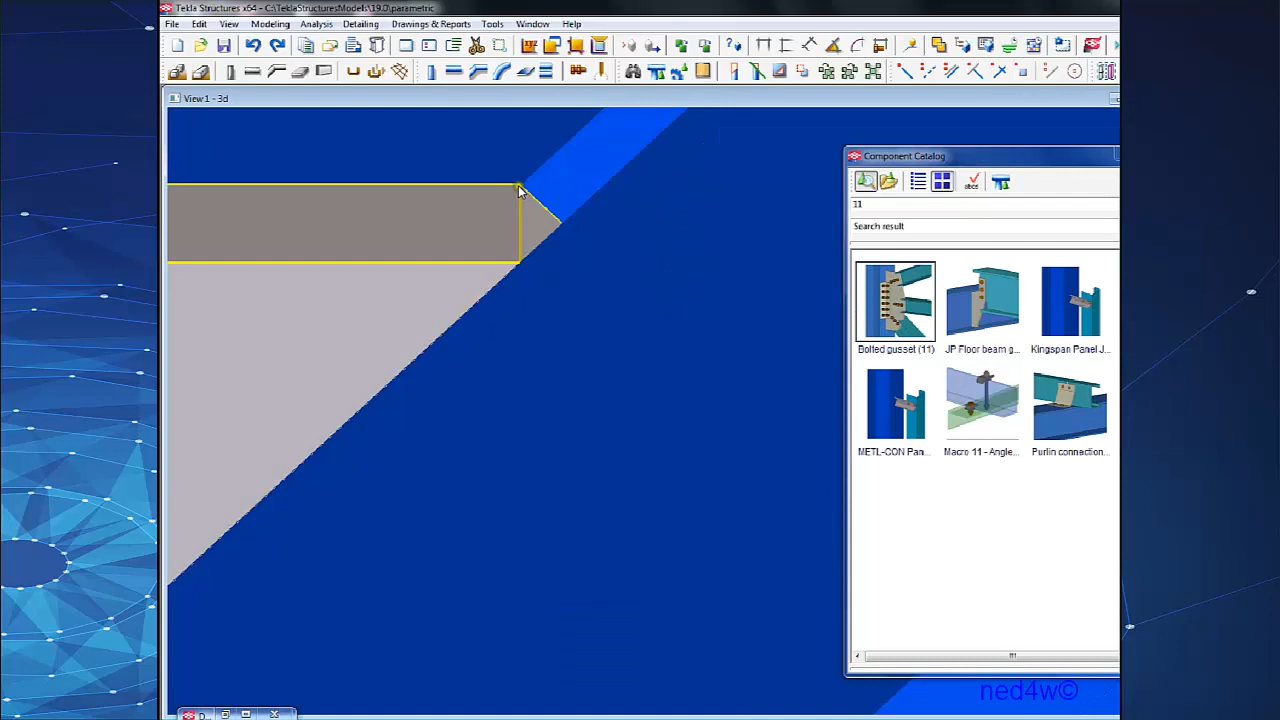 Tekla Structures x64 - C:\TeklaStructuresModels\19.0\parametric
File Edit View Modeling Analysis Detailing Drawings & Reports Tools Window Help
View1 - 3d
Component Catalog
11
Search result
Bolted gusset (11) JP Floor beam g... Kingspan Panel J...
METL-CON Pan... Macro 11 - Angle... Purlin connection...
ned4w©
D...